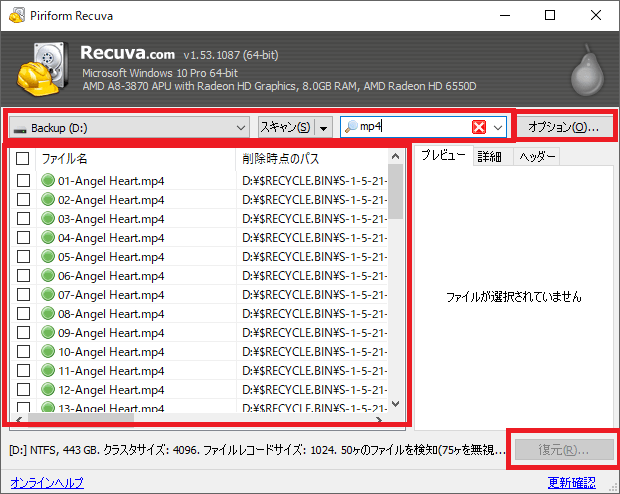 Piriform Recuva
Recuva.com v1.53.1087 (64-bit)
Microsoft Windows 10 Pro 64-bit
AMD A8-3870 APU with Radeon HD Graphics, 8.0GB RAM, AMD Radeon HD 6550D
Backup (D:) スキャン(S) mp4 オプション(O)...
ファイル名 削除時点のパス プレビュー 詳細 ヘッダー
01-Angel Heart.mp4 D:¥$RECYCLE.BIN¥S-1-5-21-
02-Angel Heart.mp4 D:¥$RECYCLE.BIN¥S-1-5-21-
03-Angel Heart.mp4 D:¥$RECYCLE.BIN¥S-1-5-21-
04-Angel Heart.mp4 D:¥$RECYCLE.BIN¥S-1-5-21-
05-Angel Heart.mp4 D:¥$RECYCLE.BIN¥S-1-5-21-
06-Angel Heart.mp4 D:¥$RECYCLE.BIN¥S-1-5-21-
07-Angel Heart.mp4 D:¥$RECYCLE.BIN¥S-1-5-21-
08-Angel Heart.mp4 D:¥$RECYCLE.BIN¥S-1-5-21-
09-Angel Heart.mp4 D:¥$RECYCLE.BIN¥S-1-5-21-
10-Angel Heart.mp4 D:¥$RECYCLE.BIN¥S-1-5-21-
11-Angel Heart.mp4 D:¥$RECYCLE.BIN¥S-1-5-21-
12-Angel Heart.mp4 D:¥$RECYCLE.BIN¥S-1-5-21-
13-Angel Heart.mp4 D:¥$RECYCLE.BIN¥S-1-5-21-
ファイルが選択されていません
[D:] NTFS, 443 GB. クラスタサイズ: 4096. ファイルレコードサイズ: 1024. 50ヶのファイルを検知(75ヶを無視... 復元(R)...
オンラインヘルプ 更新確認